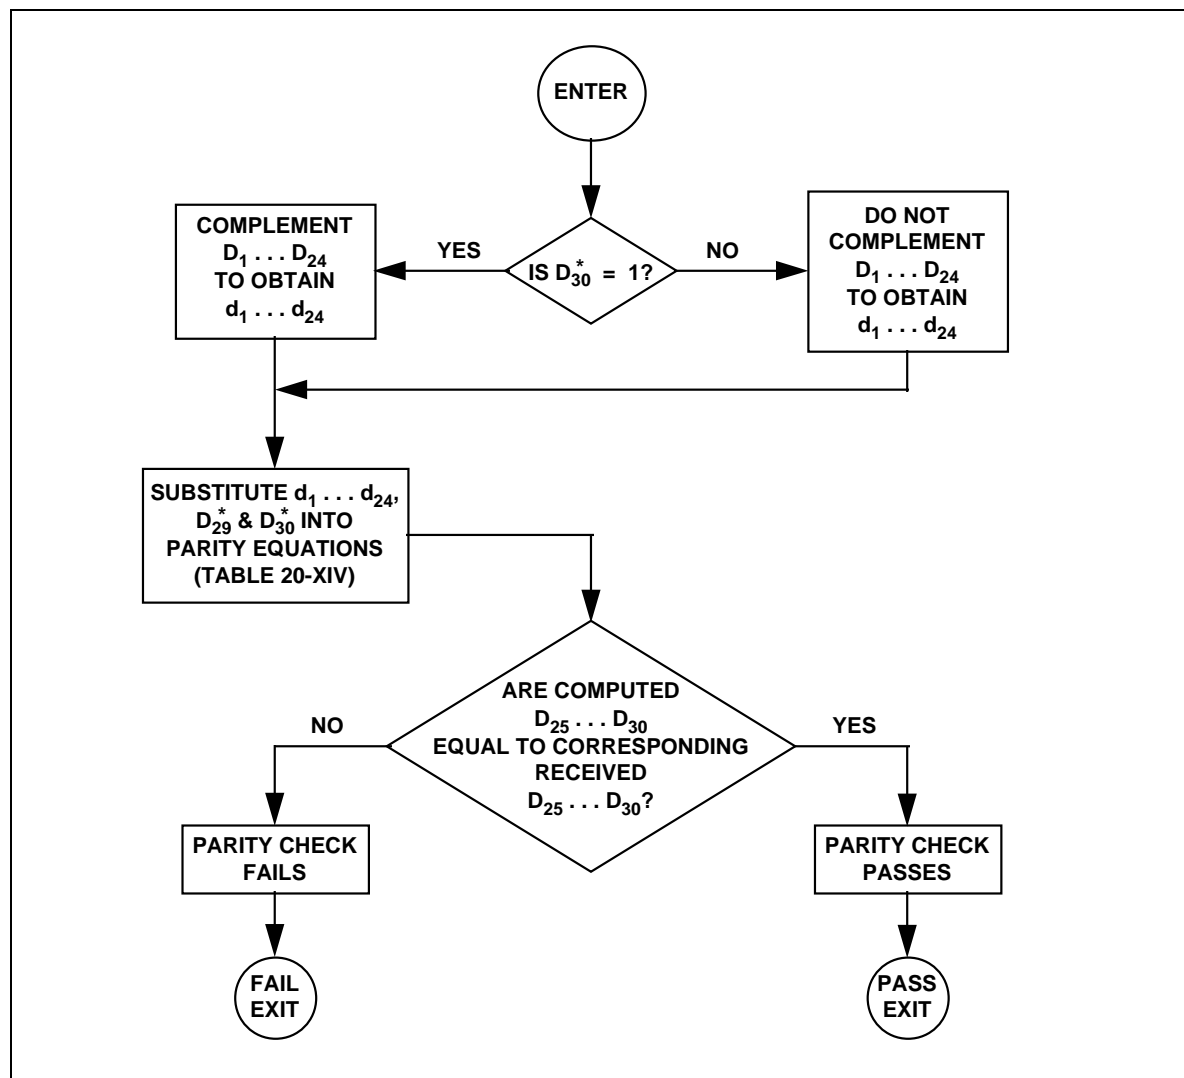 ENTER
COMPLEMENT
D₁ . . . D₂₄
TO OBTAIN
d₁ . . . d₂₄
YES
IS D*₃₀ = 1?
NO
DO NOT
COMPLEMENT
D₁ . . . D₂₄
TO OBTAIN
d₁ . . . d₂₄
SUBSTITUTE d₁ . . . d₂₄,
D*₂₉ & D*₃₀ INTO
PARITY EQUATIONS
(TABLE 20-XIV)
ARE COMPUTED
D₂₅ . . . D₃₀
EQUAL TO CORRESPONDING
RECEIVED
D₂₅ . . . D₃₀?
NO
YES
PARITY CHECK
FAILS
PARITY CHECK
PASSES
FAIL
EXIT
PASS
EXIT